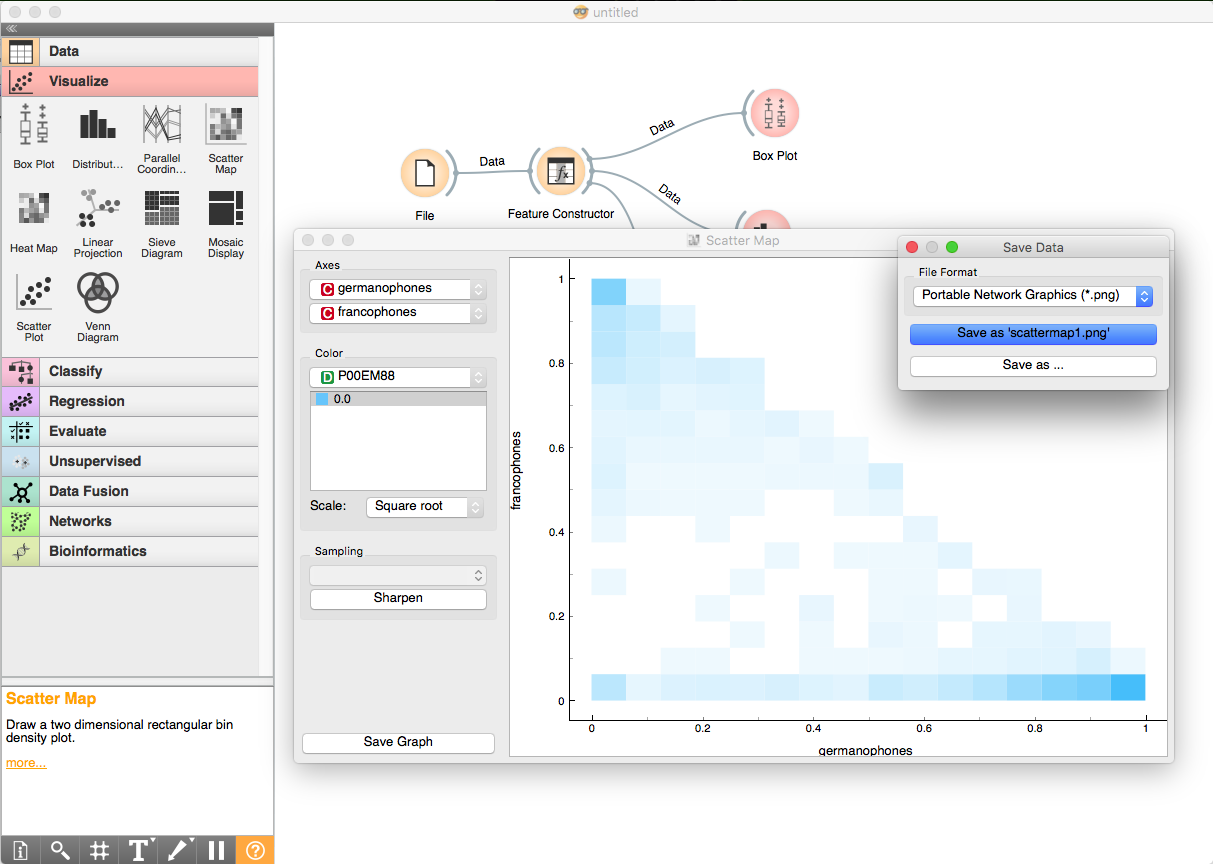 untitled
Data
Visualize
Box Plot
Distribut...
Parallel
Coordin...
Scatter
Map
Heat Map
Linear
Projection
Sieve
Diagram
Mosaic
Display
Scatter
Plot
Venn
Diagram
Classify
Regression
Evaluate
Unsupervised
Data Fusion
Networks
Bioinformatics
Scatter Map
Draw a two dimensional rectangular bin
density plot.
more...
File
Data
Feature Constructor
Data
Box Plot
Data
Scatter Map
Axes
C germanophones
C francophones
Color
D P00EM88
0.0
Scale: Square root
Sampling
Sharpen
Save Graph
francophones
1
0.8
0.6
0.4
0.2
0
0 0.2 0.4 0.6 0.8 1
germanophones
Save Data
File Format
Portable Network Graphics (*.png)
Save as 'scattermap1.png'
Save as ...